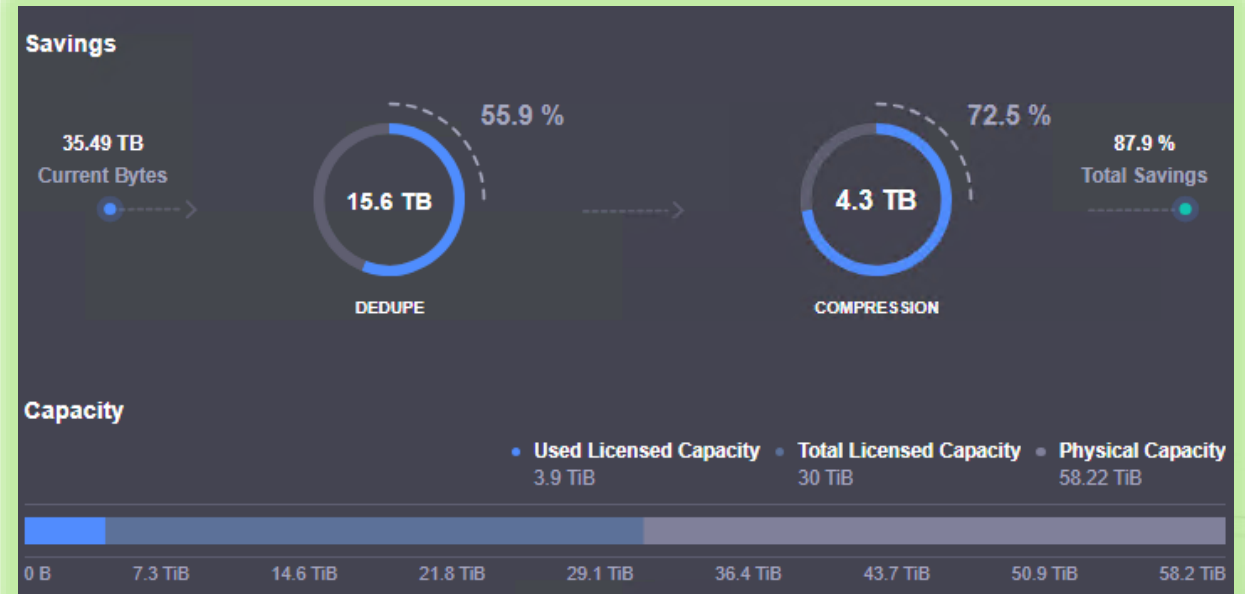 Savings
55.9 %
72.5 %
35.49 TB
87.9 %
Current Bytes
Total Savings
15.6 TB
4.3 TB
DEDUPE
COMPRESSION
Capacity
Used Licensed Capacity
Total Licensed Capacity
Physical Capacity
3.9 TiB
30 TiB
58.22 TiB
0 B
7.3 TiB
14.6 TiB
21.8 TiB
29.1 TiB
36.4 TiB
43.7 TiB
50.9 TiB
58.2 TiB